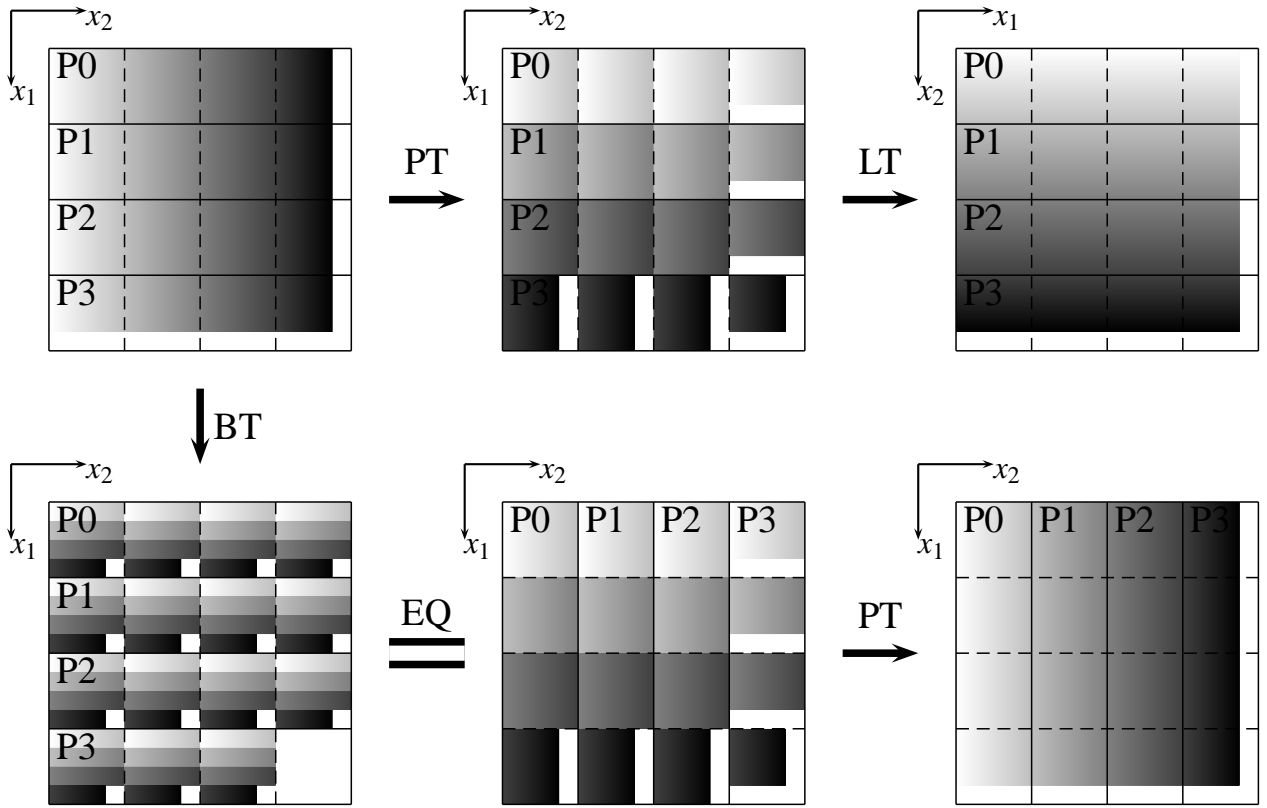 x2 x2 x1
P0 P0 P0
x1 x1 x2
P1 P1 P1
PT LT
P2 P2 P2
P3 P3 P3
BT
x2 x2 x2
P0 P0 P1 P2 P3 P0 P1 P2 P3
x1 x1 x1
P1
EQ PT
P2
P3